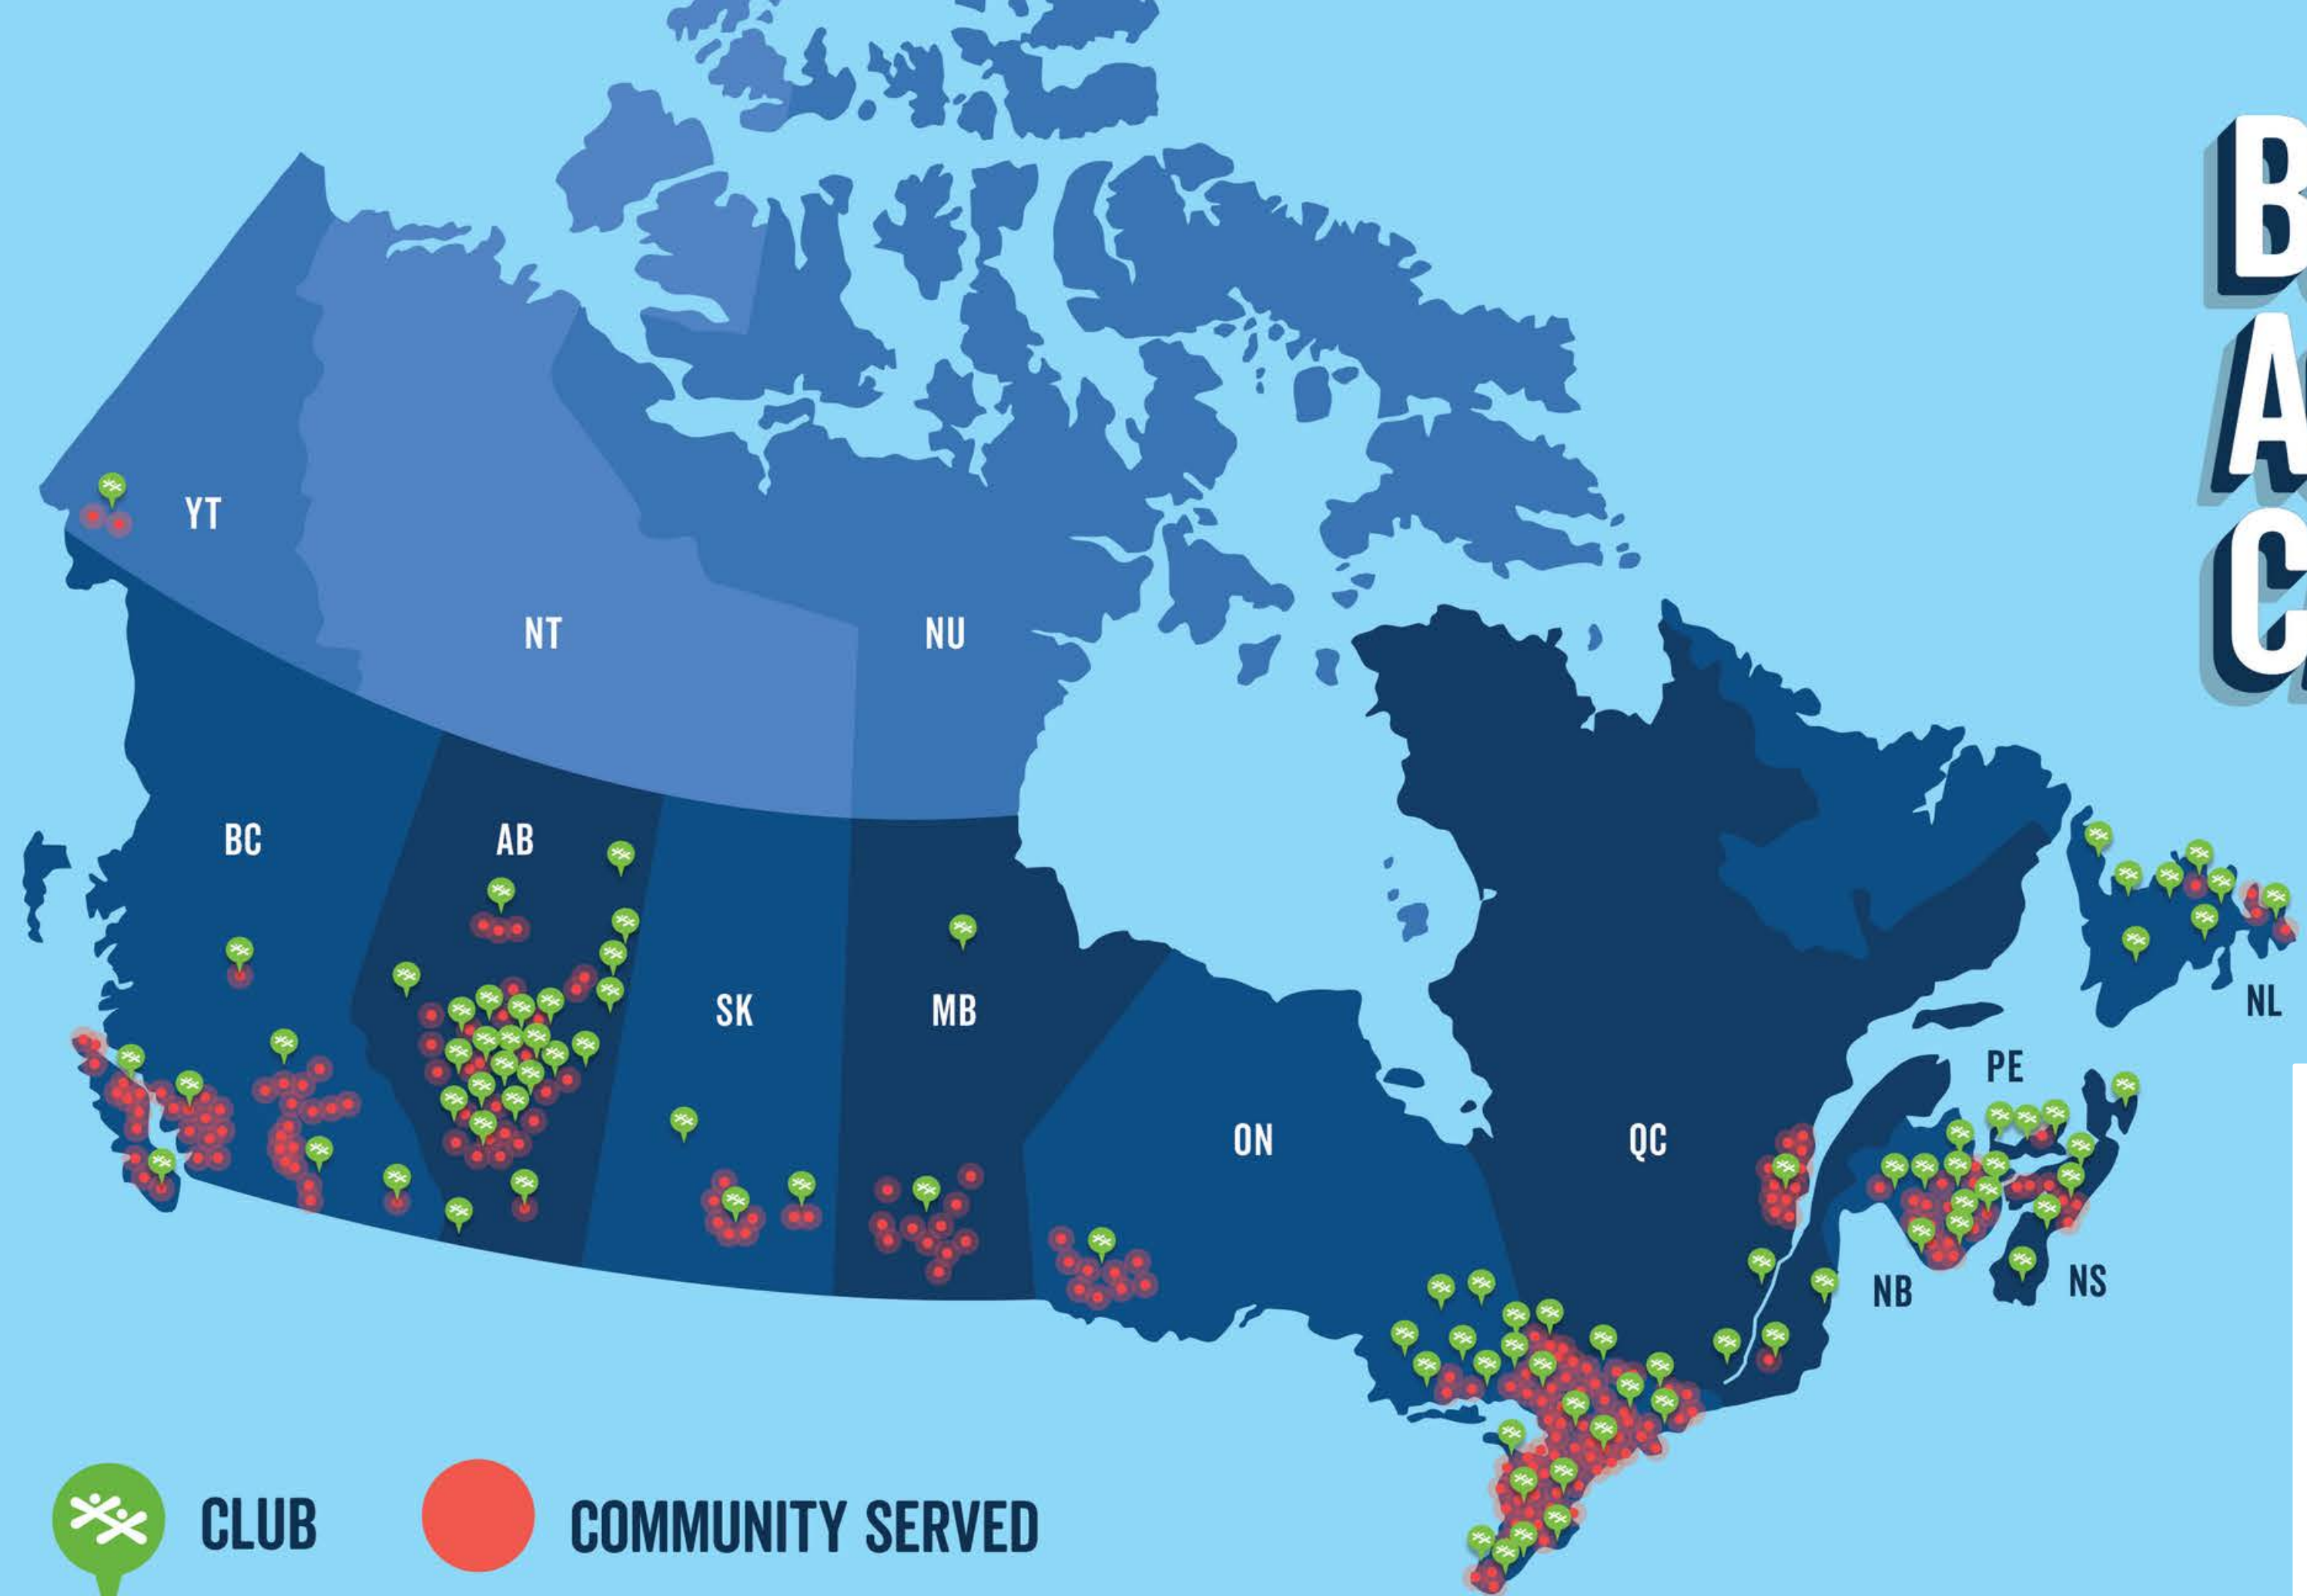 B
A
C
YT
NT
NU
BC
AB
SK
MB
ON
QC
NL
PE
NB
NS
CLUB
COMMUNITY SERVED